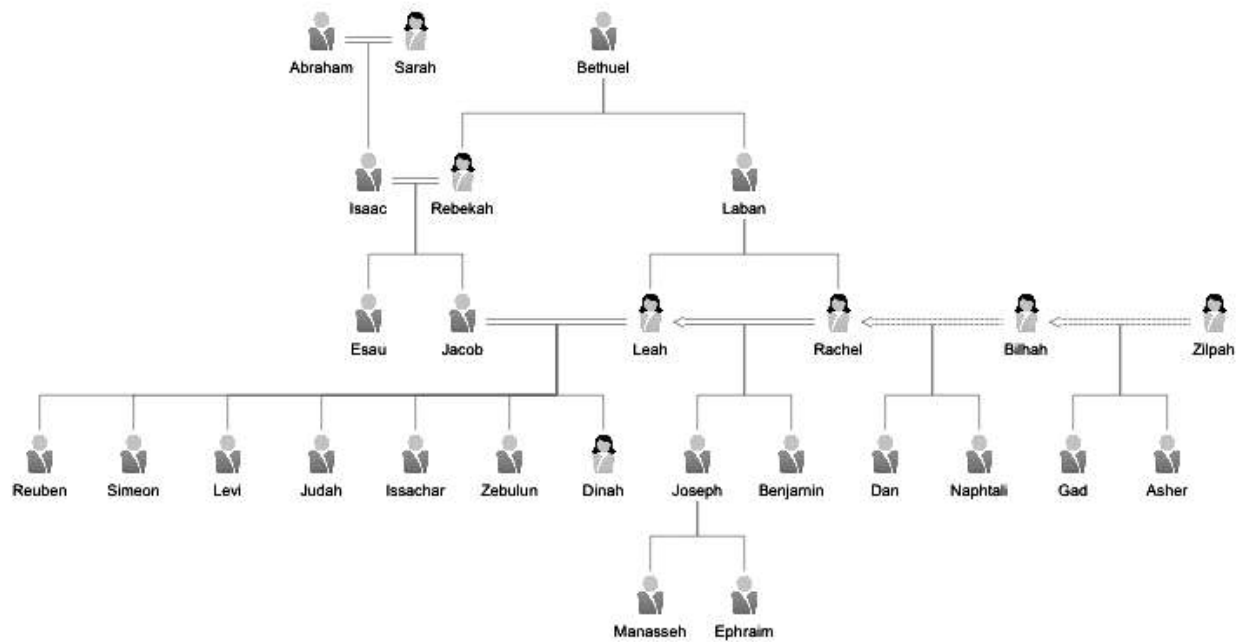 Abraham Sarah Bethuel
Isaac Rebekah Laban
Esau Jacob Leah Rachel Bilhah Zilpah
Reuben Simeon Levi Judah Issachar Zebulun Dinah Joseph Benjamin Dan Naphtali Gad Asher
Manasseh Ephraim